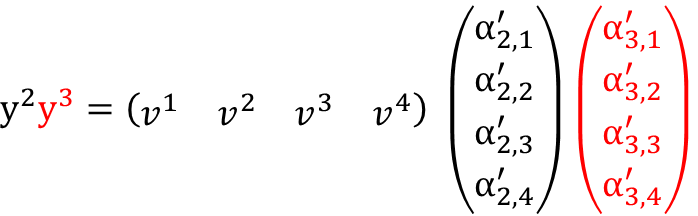 y²y³ = (v¹ v² v³ v⁴) (α′₂,₁ α′₂,₂ α′₂,₃ α′₂,₄) (α′₃,₁ α′₃,₂ α′₃,₃ α′₃,₄)